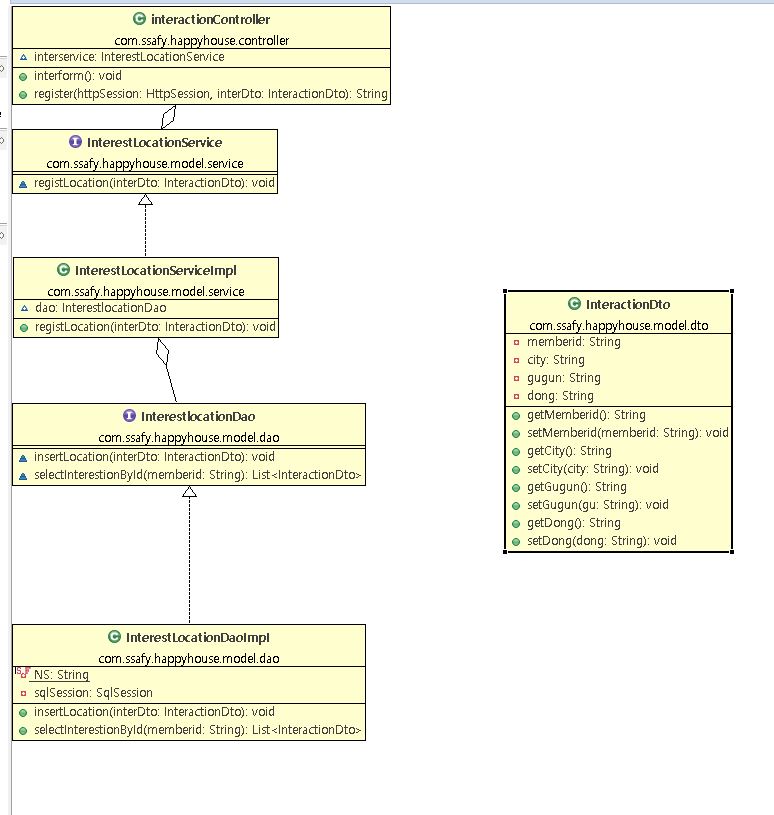 C interactionController
com.ssafy.happyhouse.controller
interservice: InterestLocationService
interform(): void
register(httpSession: HttpSession, interDto: InteractionDto): String
I InterestLocationService
com.ssafy.happyhouse.model.service
registLocation(interDto: InteractionDto): void
C InterestLocationServiceImpl
com.ssafy.happyhouse.model.service
dao: InterestlocationDao
registLocation(interDto: InteractionDto): void
I InterestlocationDao
com.ssafy.happyhouse.model.dao
insertLocation(interDto: InteractionDto): void
selectInterestionById(memberid: String): List<InteractionDto>
C InterestLocationDaoImpl
com.ssafy.happyhouse.model.dao
NS: String
sqlSession: SqlSession
insertLocation(interDto: InteractionDto): void
selectInterestionById(memberid: String): List<InteractionDto>
C InteractionDto
com.ssafy.happyhouse.model.dto
memberid: String
city: String
gugun: String
dong: String
getMemberid(): String
setMemberid(memberid: String): void
getCity(): String
setCity(city: String): void
getGugun(): String
setGugun(gu: String): void
getDong(): String
setDong(dong: String): void